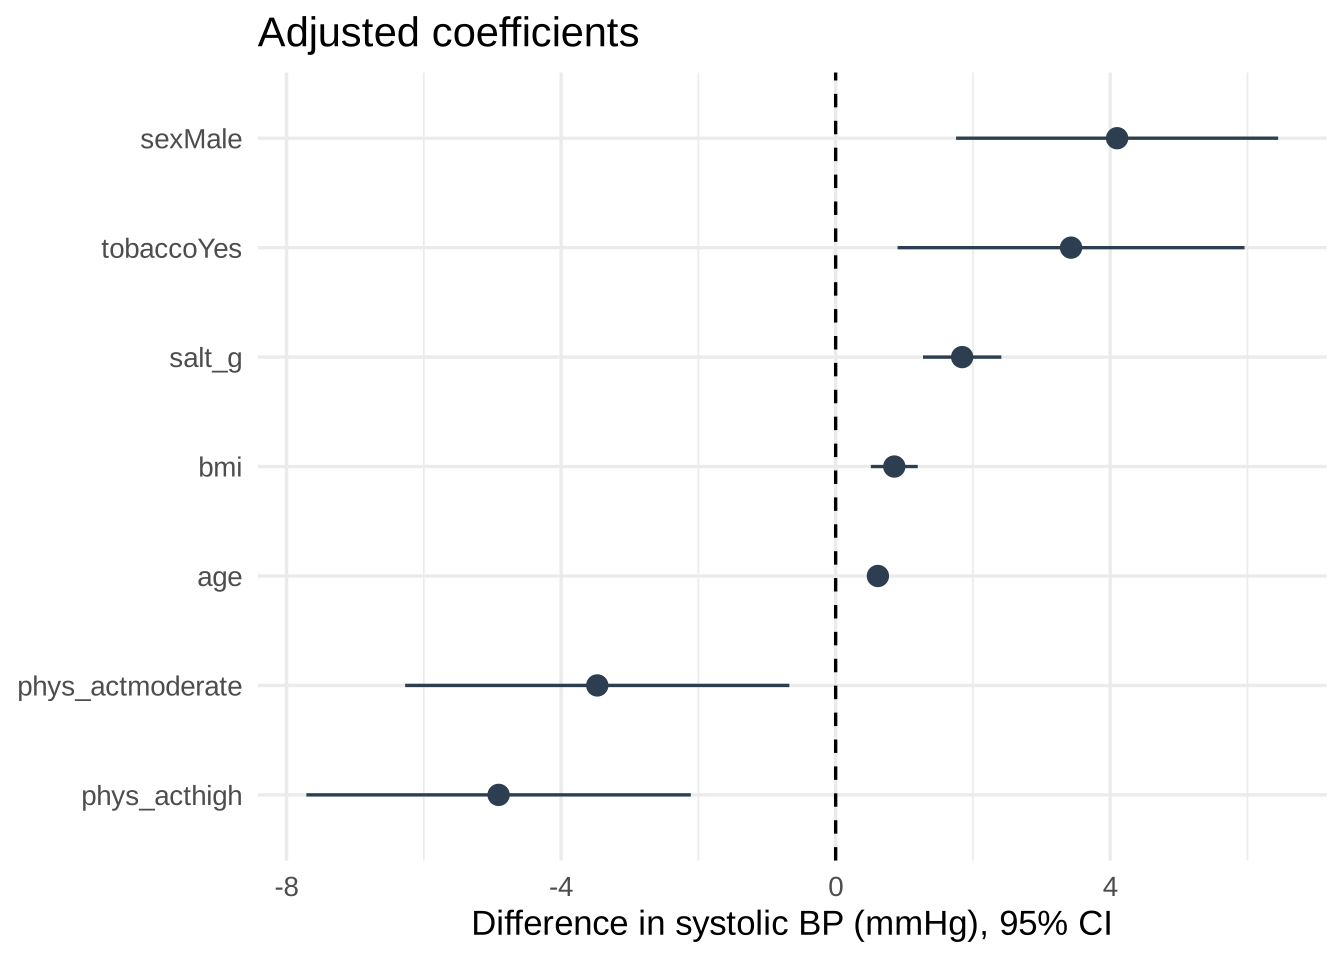 Adjusted coefficients
sexMale
tobaccoYes
salt_g
bmi
age
phys_actmoderate
phys_acthigh
-8 -4 0 4
Difference in systolic BP (mmHg), 95% CI